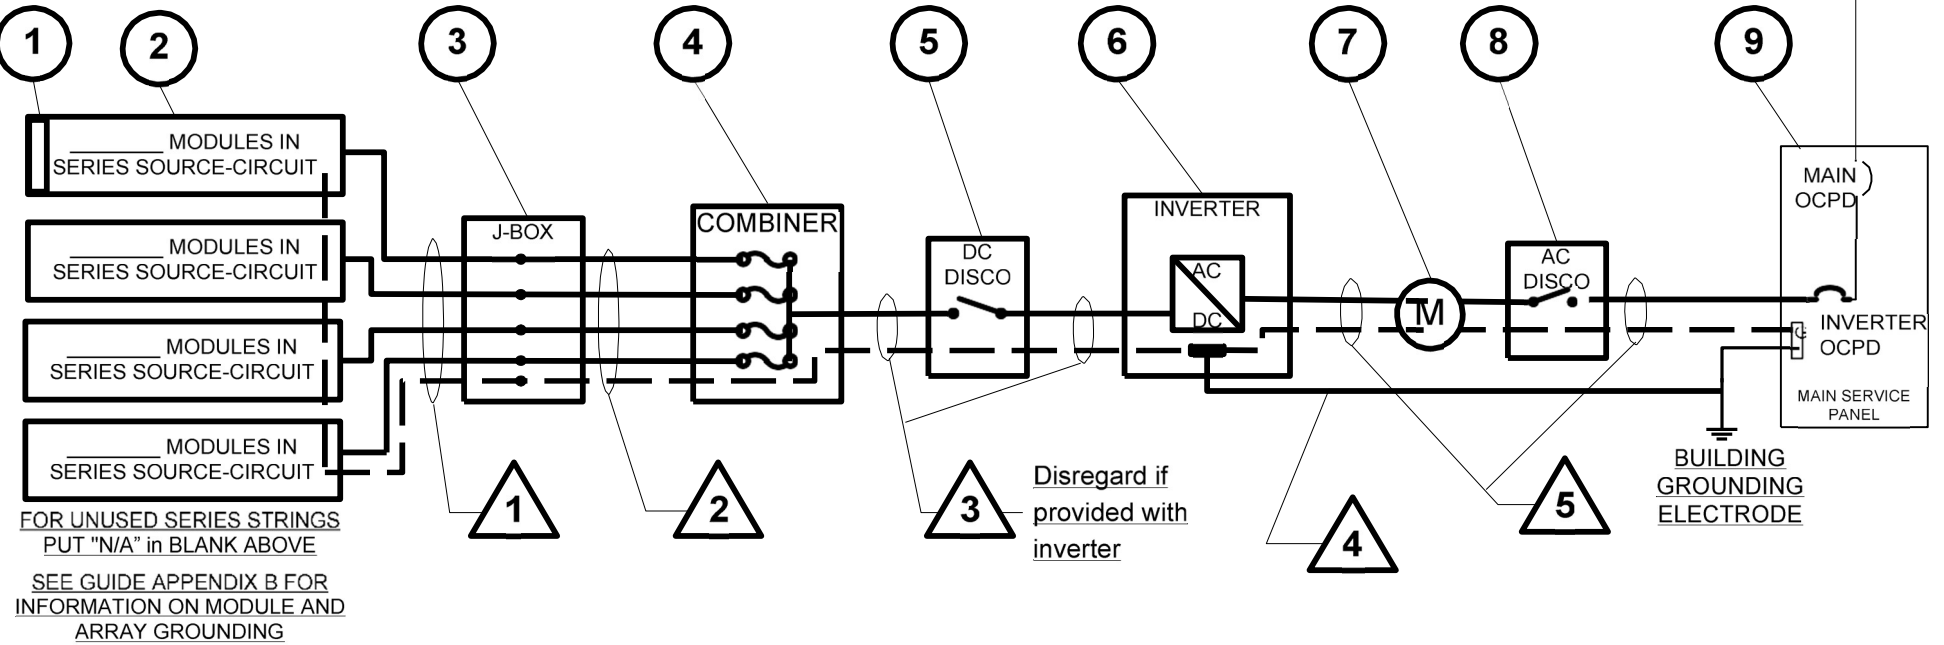 1
2
3
4
5
6
7
8
9
________ MODULES IN
SERIES SOURCE-CIRCUIT
________ MODULES IN
SERIES SOURCE-CIRCUIT
________ MODULES IN
SERIES SOURCE-CIRCUIT
________ MODULES IN
SERIES SOURCE-CIRCUIT
FOR UNUSED SERIES STRINGS
PUT "N/A" in BLANK ABOVE
SEE GUIDE APPENDIX B FOR
INFORMATION ON MODULE AND
ARRAY GROUNDING
J-BOX
COMBINER
DC
DISCO
INVERTER
AC
DC
M
AC
DISCO
MAIN
OCPD
INVERTER
OCPD
MAIN SERVICE
PANEL
BUILDING
GROUNDING
ELECTRODE
1
2
3
Disregard if
provided with
inverter
4
5